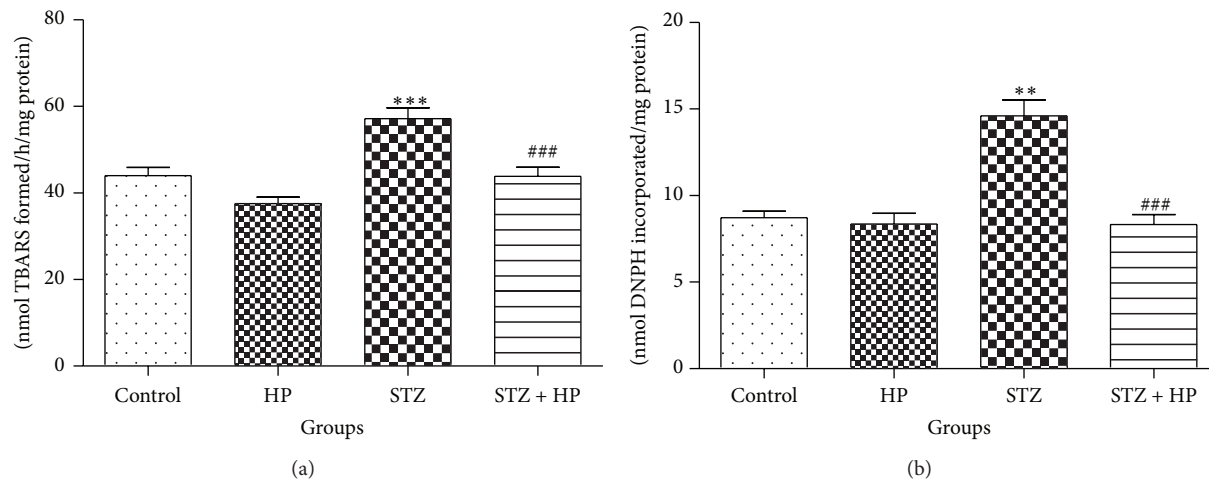 80
60
40
20
0
(nmol TBARS formed/h/mg protein)
***
###
Control HP STZ STZ + HP
Groups
(a)
20
15
10
5
0
(nmol DNPH incorporated/mg protein)
**
###
Control HP STZ STZ + HP
Groups
(b)